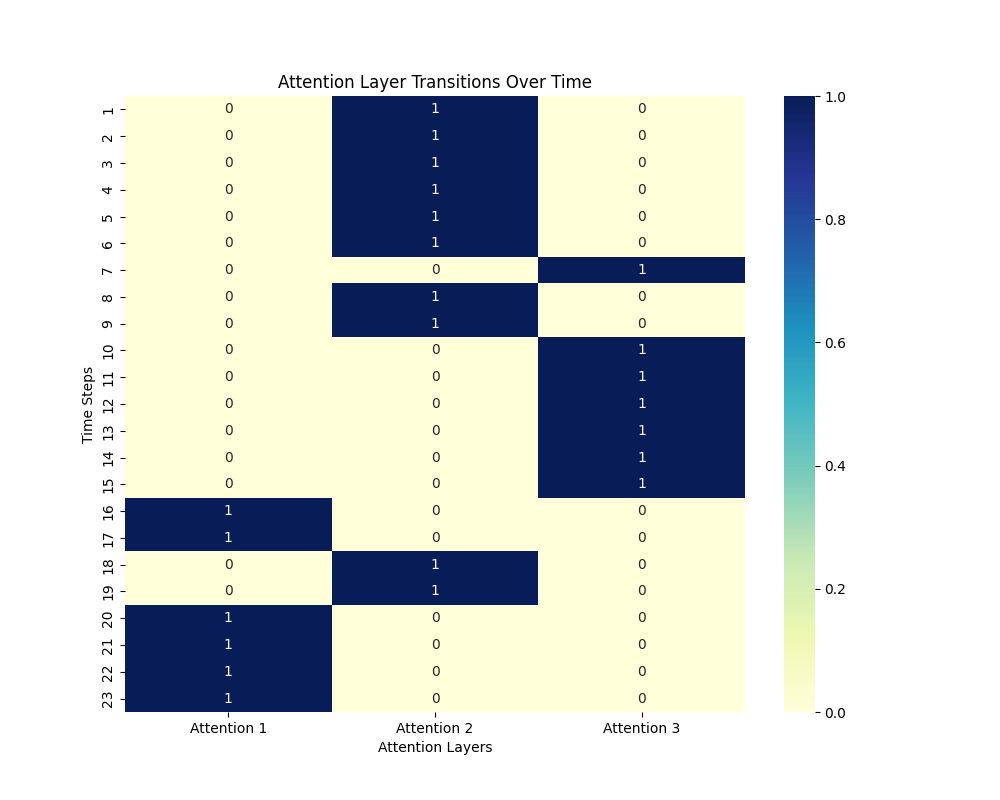 Attention Layer Transitions Over Time
1 0 1 0 1.0
2 0 1 0
3 0 1 0
4 0 1 0
5 0 1 0
0.8
6 0 1 0
7 0 0 1
8 0 1 0
9 0 1 0
0.6
10 0 0 1
11 0 0 1
12 0 0 1
Time Steps
13 0 0 1
14 0 0 1
0.4
15 0 0 1
16 1 0 0
17 1 0 0
18 0 1 0
0.2
19 0 1 0
20 1 0 0
21 1 0 0
22 1 0 0
23 1 0 0
0.0
Attention 1 Attention 2 Attention 3
Attention Layers